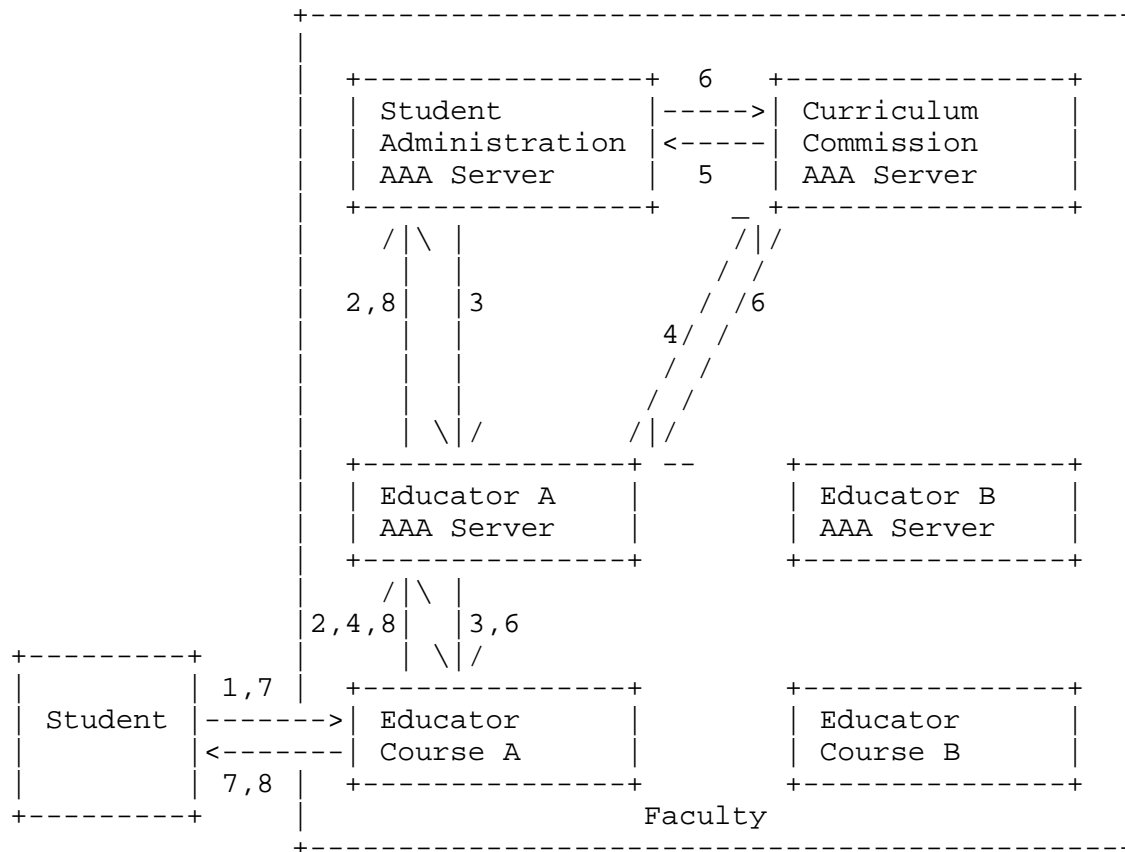 6
Student Curriculum
Administration Commission
AAA Server 5 AAA Server
2,8 3 6
4
Educator A Educator B
AAA Server AAA Server
2,4,8 3,6
1,7
Student Educator Educator
Course A Course B
7,8
Faculty